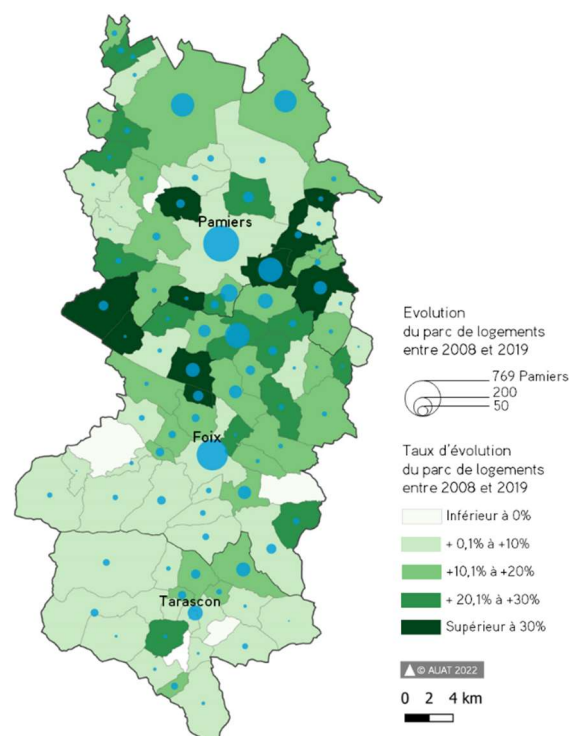 Pamiers
Foix
Tarascon
Evolution
du parc de logements
entre 2008 et 2019
769 Pamiers
200
50
Taux d'évolution
du parc de logements
entre 2008 et 2019
Inférieur à 0%
+ 0,1% à +10%
+10,1% à +20%
+ 20,1% à +30%
Supérieur à 30%
© AUAT 2022
0 2 4 km